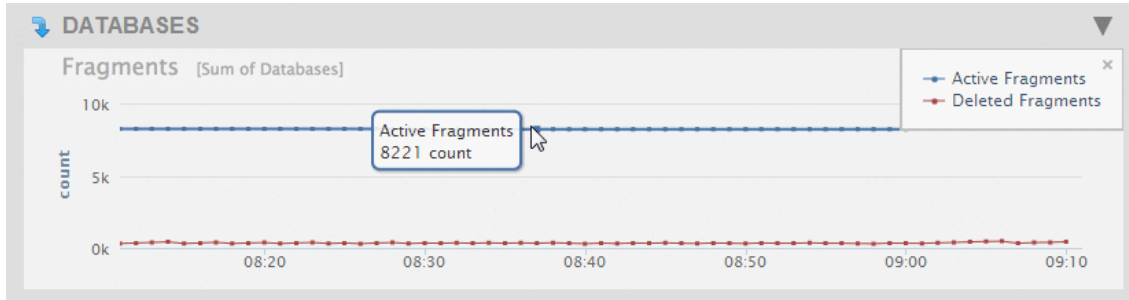 DATABASES
Fragments [Sum of Databases]
Active Fragments
Deleted Fragments
10k
Active Fragments
8221 count
count
5k
0k
08:20 08:30 08:40 08:50 09:00 09:10